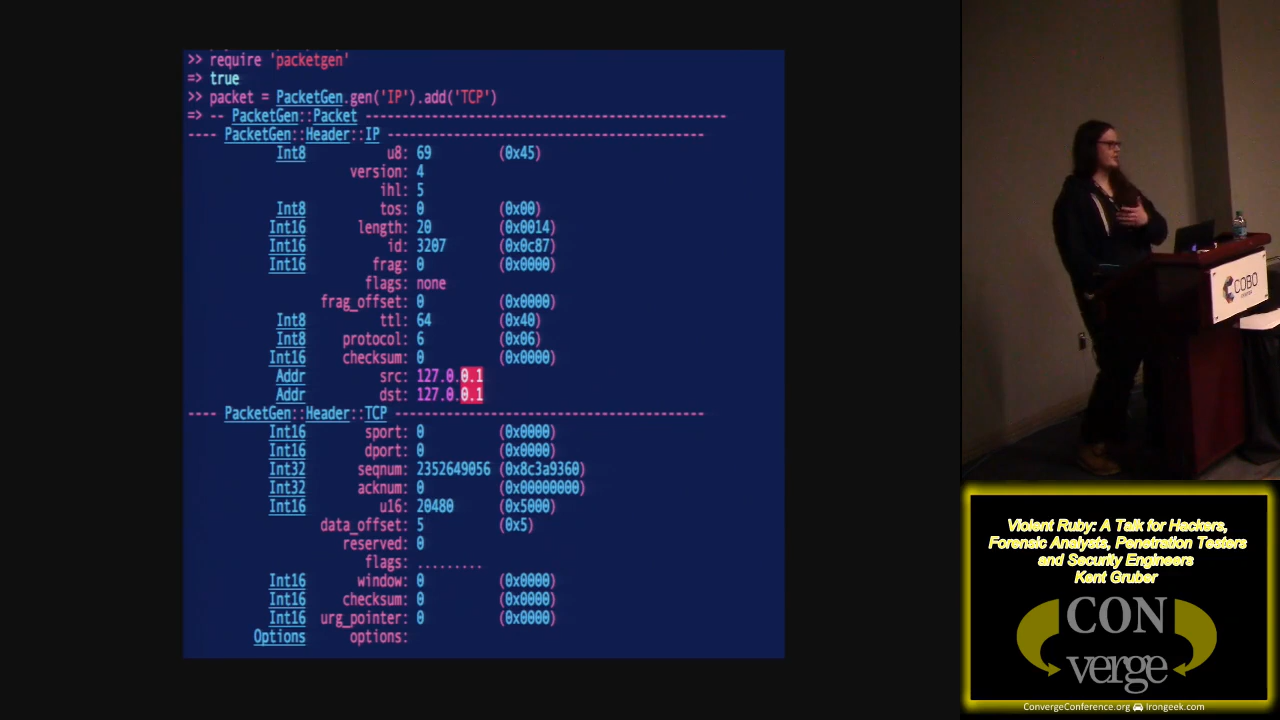 >> require 'packetgen'
=> true
>> packet = PacketGen.gen('IP').add('TCP')
=> -- PacketGen::Packet --------------------------------------------
---- PacketGen::Header::IP ------------------------------------------
Int8 u8: 69 (0x45)
version: 4
ihl: 5
Int8 tos: 0 (0x00)
Int16 length: 20 (0x0014)
Int16 id: 3207 (0x0c87)
Int16 frag: 0 (0x0000)
flags: none
frag_offset: 0 (0x0000)
Int8 ttl: 64 (0x40)
Int8 protocol: 6 (0x06)
Int16 checksum: 0 (0x0000)
Addr src: 127.0.0.1
Addr dst: 127.0.0.1
---- PacketGen::Header::TCP -----------------------------------------
Int16 sport: 0 (0x0000)
Int16 dport: 0 (0x0000)
Int32 seqnum: 2352649056 (0x8c3a9360)
Int32 acknum: 0 (0x00000000)
Int16 u16: 20480 (0x5000)
data_offset: 5 (0x5)
reserved: 0
flags: .........
Int16 window: 0 (0x0000)
Int16 checksum: 0 (0x0000)
Int16 urg_pointer: 0 (0x0000)
Options options:
COBO
Violent Ruby: A Talk for Hackers,
Forensic Analysts, Penetration Testers
and Security Engineers
Kent Gruber
CON
verge
ConvergeConference.org Irongeek.com